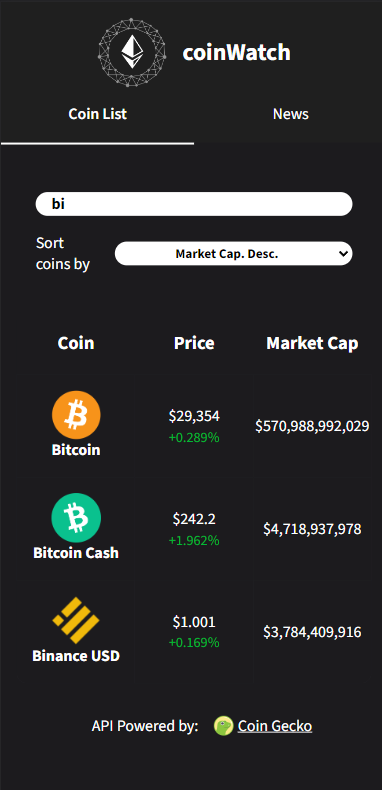 coinWatch
Coin List News
bi
Sort
coins by
Market Cap. Desc.
Coin Price Market Cap
$29,354
+0.289%
$570,988,992,029
Bitcoin
$242.2
+1.962%
$4,718,937,978
Bitcoin Cash
$1.001
+0.169%
$3,784,409,916
Binance USD
API Powered by: Coin Gecko